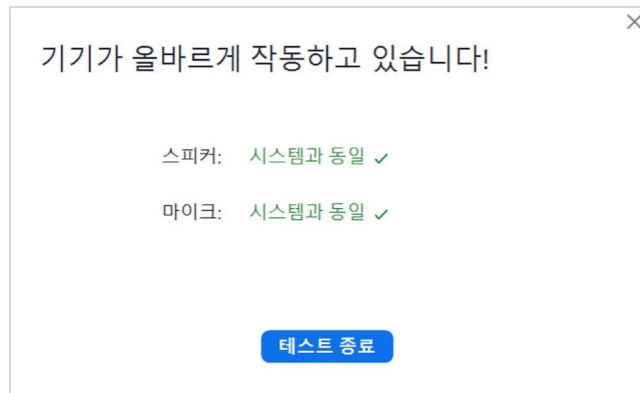 기기가 올바르게 작동하고 있습니다!
스피커: 시스템과 동일
마이크: 시스템과 동일
테스트 종료